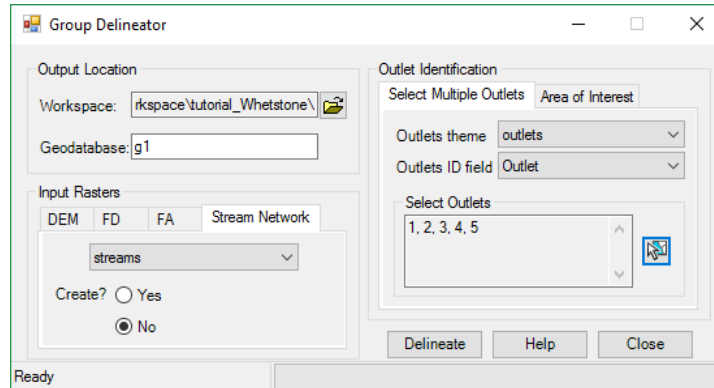 Group Delineator
Output Location
Workspace: rkspace\tutorial_Whetstone\
Geodatabase: g1
Input Rasters
DEM FD FA Stream Network
streams
Create? Yes
No
Outlet Identification
Select Multiple Outlets Area of Interest
Outlets theme outlets
Outlets ID field Outlet
Select Outlets
1, 2, 3, 4, 5
Delineate Help Close
Ready